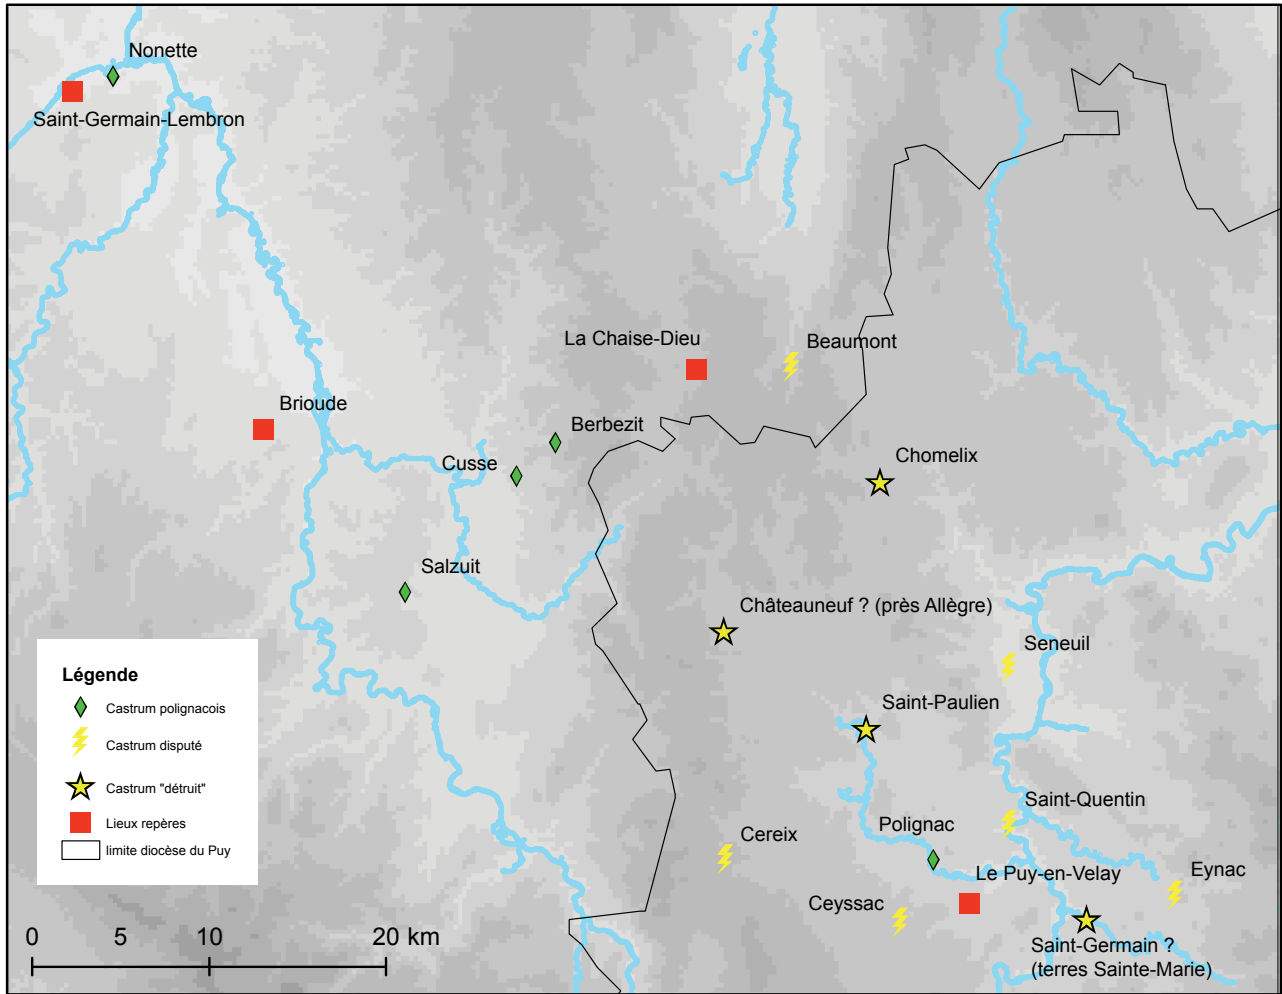 Nonette
Saint-Germain-Lembron
La Chaise-Dieu
Beaumont
Brioude
Berbezit
Cusse
Chomelix
Salzuit
Châteauneuf ? (près Allègre)
Seneuil
Saint-Paulien
Saint-Quentin
Polignac
Cereix
Le Puy-en-Velay
Eynac
Ceyssac
Saint-Germain ?
(terres Sainte-Marie)
Légende
Castrum polignacois
Castrum disputé
Castrum "détruit"
Lieux repères
limite diocèse du Puy
0 5 10 20 km